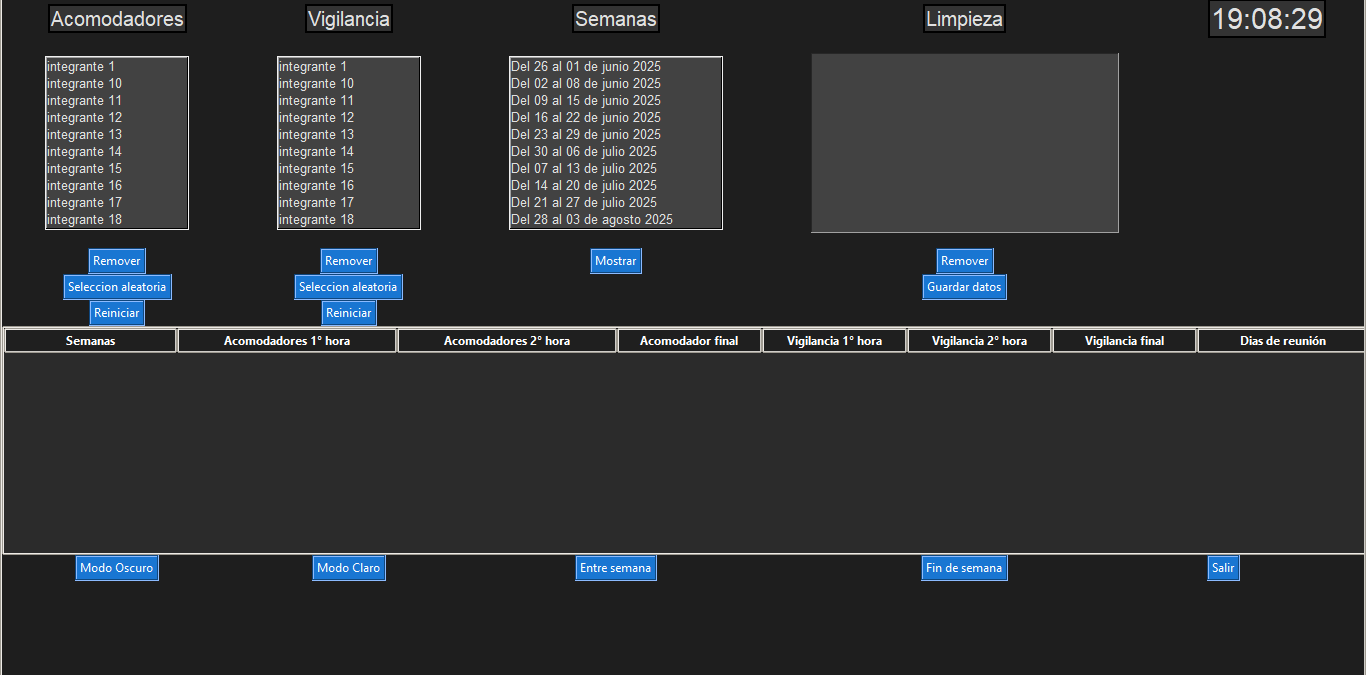 Acomodadores
Vigilancia
Semanas
Limpieza
19:08:29
integrante 1
integrante 10
integrante 11
integrante 12
integrante 13
integrante 14
integrante 15
integrante 16
integrante 17
integrante 18
integrante 1
integrante 10
integrante 11
integrante 12
integrante 13
integrante 14
integrante 15
integrante 16
integrante 17
integrante 18
Del 26 al 01 de junio 2025
Del 02 al 08 de junio 2025
Del 09 al 15 de junio 2025
Del 16 al 22 de junio 2025
Del 23 al 29 de junio 2025
Del 30 al 06 de julio 2025
Del 07 al 13 de julio 2025
Del 14 al 20 de julio 2025
Del 21 al 27 de julio 2025
Del 28 al 03 de agosto 2025
Remover
Seleccion aleatoria
Reiniciar
Remover
Seleccion aleatoria
Reiniciar
Mostrar
Remover
Guardar datos
Semanas
Acomodadores 1° hora
Acomodadores 2° hora
Acomodador final
Vigilancia 1° hora
Vigilancia 2° hora
Vigilancia final
Dias de reunión
Modo Oscuro
Modo Claro
Entre semana
Fin de semana
Salir